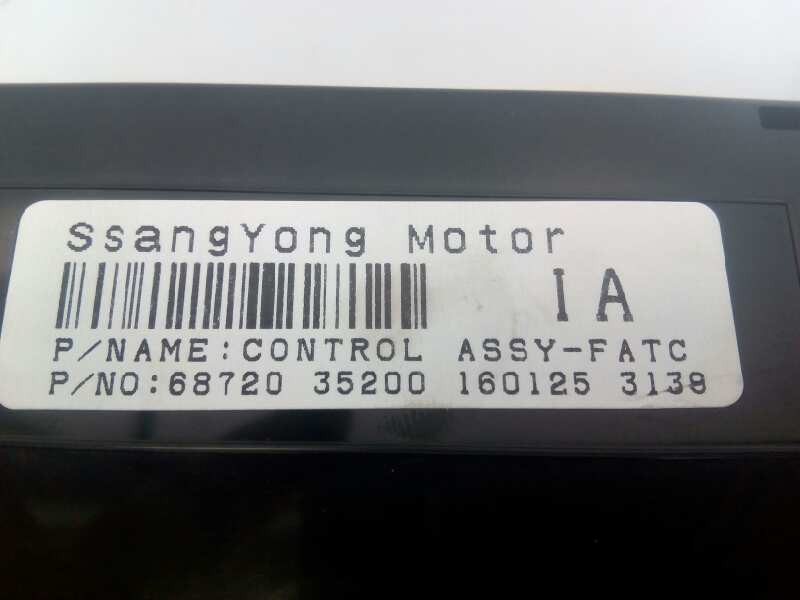 SsangYong Motor
IA
P/NAME:CONTROL ASSY-FATC
P/NO:68720 35200 160125 3138